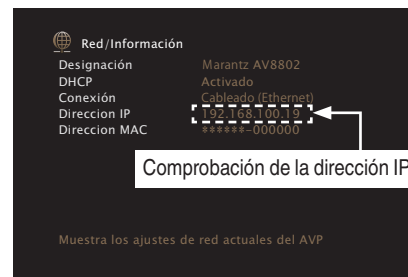 Red/Información
Designación Marantz AV8802
DHCP Activado
Conexión Cableado (Ethernet)
Direccion IP 192.168.100.19
Direccion MAC ******-000000
Comprobación de la dirección IP
Muestra los ajustes de red actuales del AVP